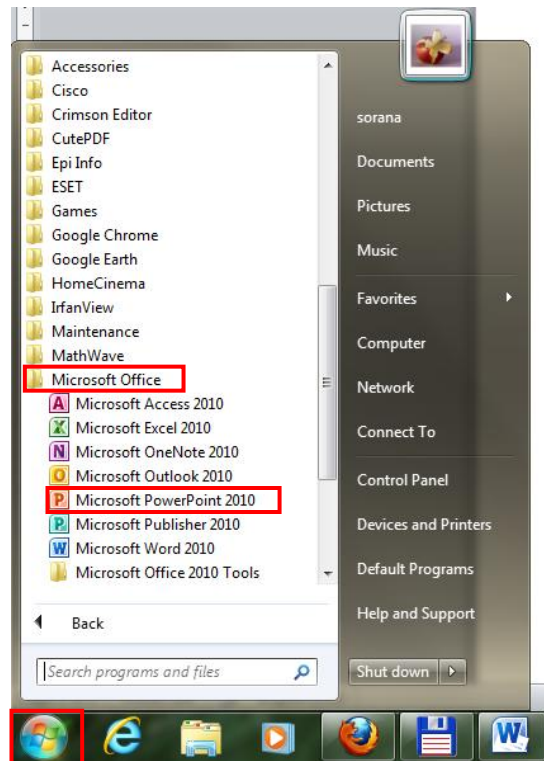 Accessories
Cisco
Crimson Editor
CutePDF
Epi Info
ESET
Games
Google Chrome
Google Earth
HomeCinema
IrfanView
Maintenance
MathWave
Microsoft Office
Microsoft Access 2010
Microsoft Excel 2010
Microsoft OneNote 2010
Microsoft Outlook 2010
Microsoft PowerPoint 2010
Microsoft Publisher 2010
Microsoft Word 2010
Microsoft Office 2010 Tools
Back
Search programs and files
sorana
Documents
Pictures
Music
Favorites
Computer
Network
Connect To
Control Panel
Devices and Printers
Default Programs
Help and Support
Shut down